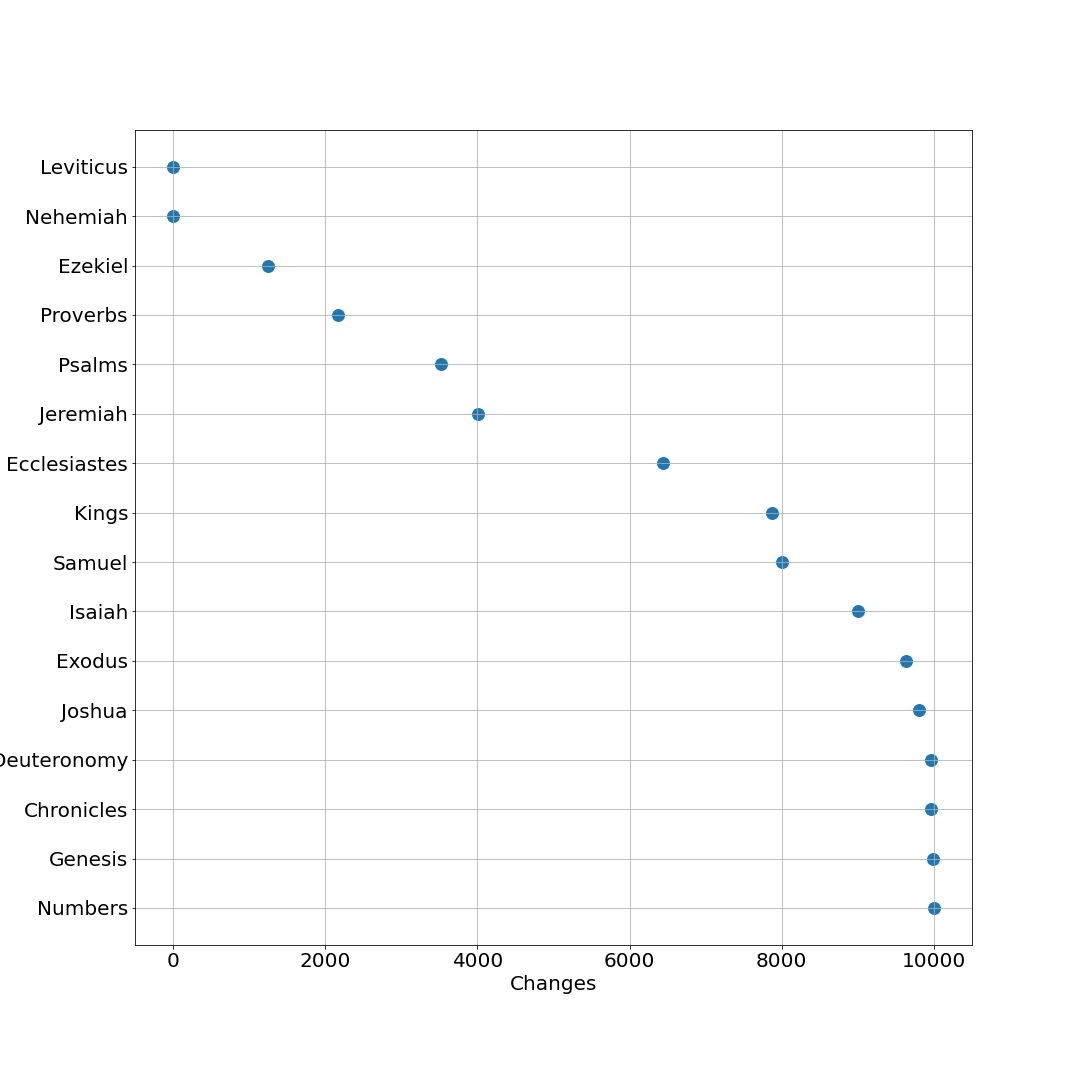 Leviticus
Nehemiah
Ezekiel
Proverbs
Psalms
Jeremiah
Ecclesiastes
Kings
Samuel
Isaiah
Exodus
Joshua
Deuteronomy
Chronicles
Genesis
Numbers
0 2000 4000 6000 8000 10000
Changes